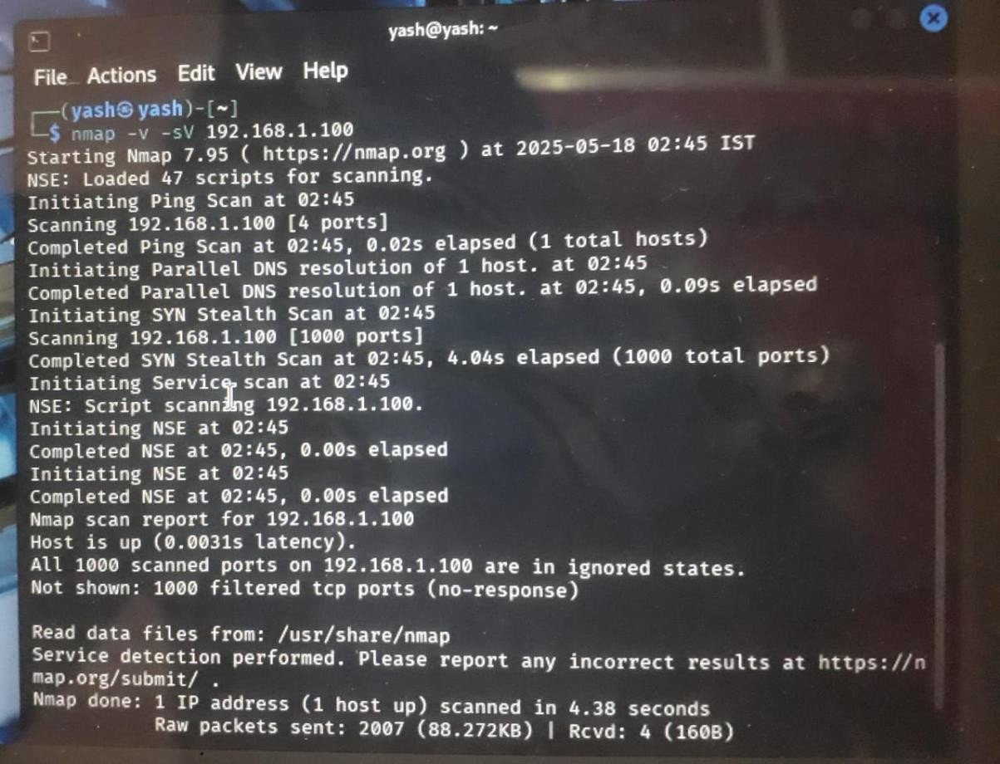 yash@yash: ~
File Actions Edit View Help
┌──(yash㉿yash)-[~]
└─$ nmap -v -sV 192.168.1.100
Starting Nmap 7.95 ( https://nmap.org ) at 2025-05-18 02:45 IST
NSE: Loaded 47 scripts for scanning.
Initiating Ping Scan at 02:45
Scanning 192.168.1.100 [4 ports]
Completed Ping Scan at 02:45, 0.02s elapsed (1 total hosts)
Initiating Parallel DNS resolution of 1 host. at 02:45
Completed Parallel DNS resolution of 1 host. at 02:45, 0.09s elapsed
Initiating SYN Stealth Scan at 02:45
Scanning 192.168.1.100 [1000 ports]
Completed SYN Stealth Scan at 02:45, 4.04s elapsed (1000 total ports)
Initiating Service scan at 02:45
NSE: Script scanning 192.168.1.100.
Initiating NSE at 02:45
Completed NSE at 02:45, 0.00s elapsed
Initiating NSE at 02:45
Completed NSE at 02:45, 0.00s elapsed
Nmap scan report for 192.168.1.100
Host is up (0.0031s latency).
All 1000 scanned ports on 192.168.1.100 are in ignored states.
Not shown: 1000 filtered tcp ports (no-response)

Read data files from: /usr/share/nmap
Service detection performed. Please report any incorrect results at https://n
map.org/submit/ .
Nmap done: 1 IP address (1 host up) scanned in 4.38 seconds
Raw packets sent: 2007 (88.272KB) | Rcvd: 4 (160B)